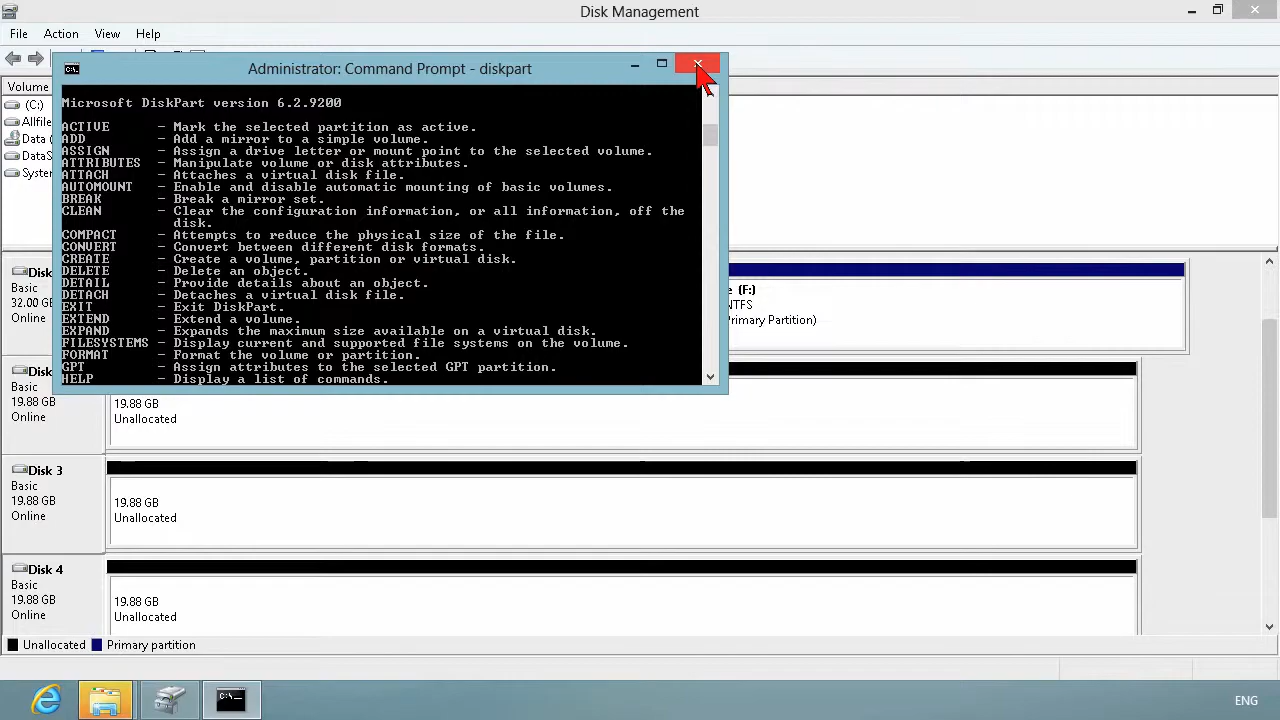 Disk Management
File Action View Help
Administrator: Command Prompt - diskpart
C:\.
Volume
(C:)
Allfile
Data (
DataS
System
Microsoft DiskPart version 6.2.9200
ACTIVE - Mark the selected partition as active.
ADD - Add a mirror to a simple volume.
ASSIGN - Assign a drive letter or mount point to the selected volume.
ATTRIBUTES - Manipulate volume or disk attributes.
ATTACH - Attaches a virtual disk file.
AUTOMOUNT - Enable and disable automatic mounting of basic volumes.
BREAK - Break a mirror set.
CLEAN - Clear the configuration information, or all information, off the
disk.
COMPACT - Attempts to reduce the physical size of the file.
CONVERT - Convert between different disk formats.
CREATE - Create a volume, partition or virtual disk.
DELETE - Delete an object.
DETAIL - Provide details about an object.
DETACH - Detaches a virtual disk file.
EXIT - Exit DiskPart.
EXTEND - Extend a volume.
EXPAND - Expands the maximum size available on a virtual disk.
FILESYSTEMS - Display current and supported file systems on the volume.
FORMAT - Format the volume or partition.
GPT - Assign attributes to the selected GPT partition.
HELP - Display a list of commands.
Disk
Basic
32.00 G
Online
e (F:)
NTFS
Primary Partition)
Disk
Basic
19.88 GB
Online
19.88 GB
Unallocated
Disk 3
Basic
19.88 GB
Online
19.88 GB
Unallocated
Disk 4
Basic
19.88 GB
Online
19.88 GB
Unallocated
Unallocated Primary partition
C:\_
ENG